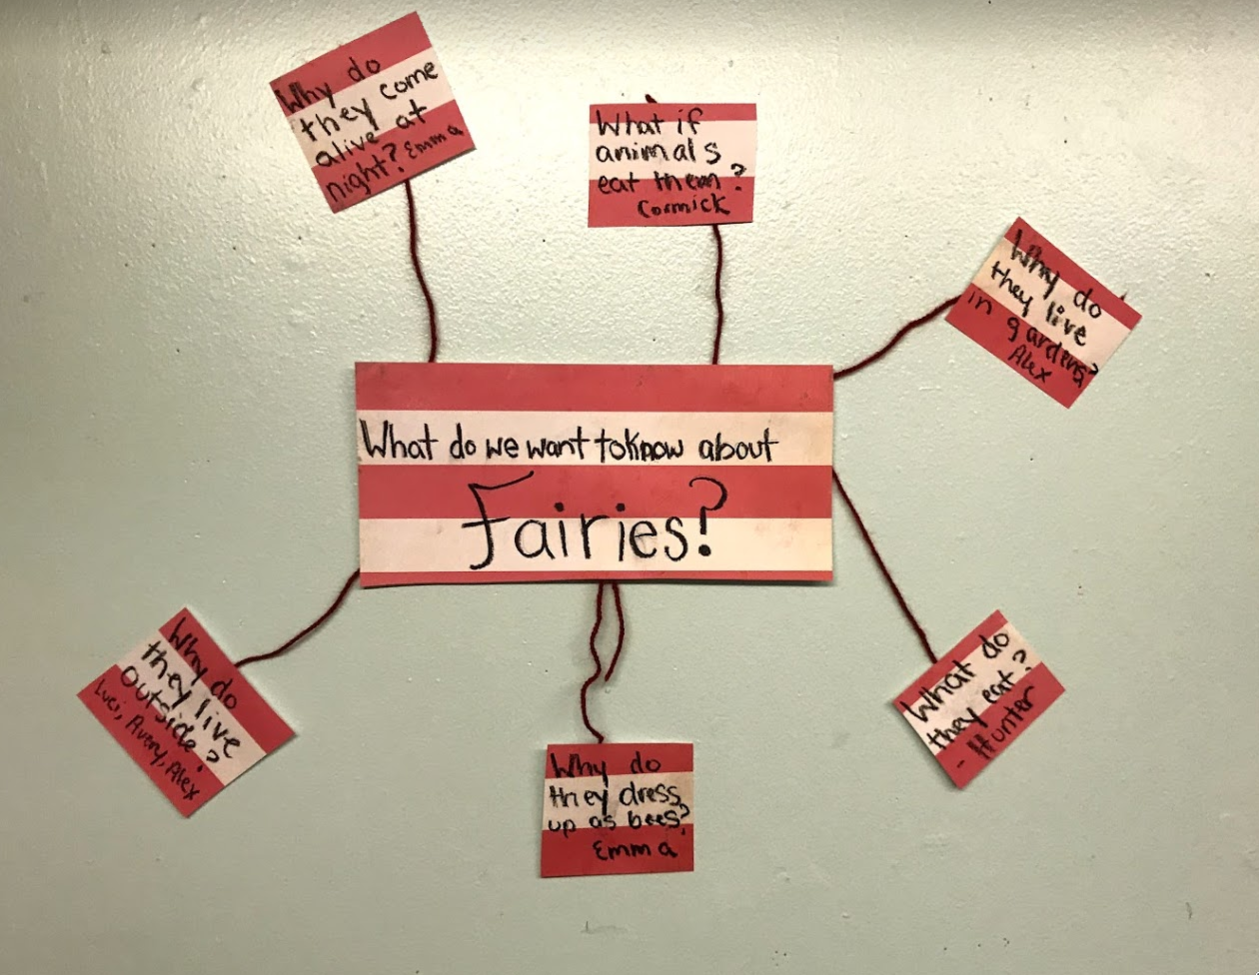 Why do
they come
alive at
night? Emma
What if
animals
eat them?
Cormick
Why do
they live
in gardens?
Alex
What do we want to know about
Fairies?
Why do
they live
outside?
Luci, Avery, Alex
Why do
they dress
up as bees?
Emma
What do
they eat?
- Hunter